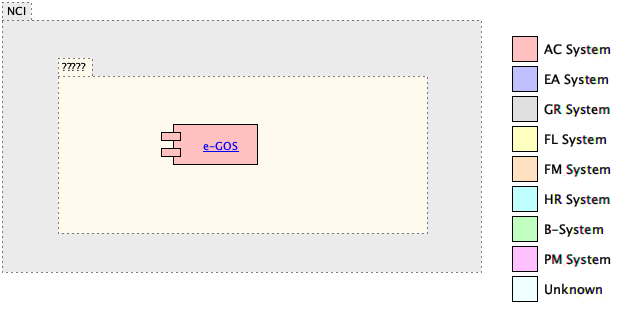 NCI
?????
e-GOS
AC System
EA System
GR System
FL System
FM System
HR System
B-System
PM System
Unknown